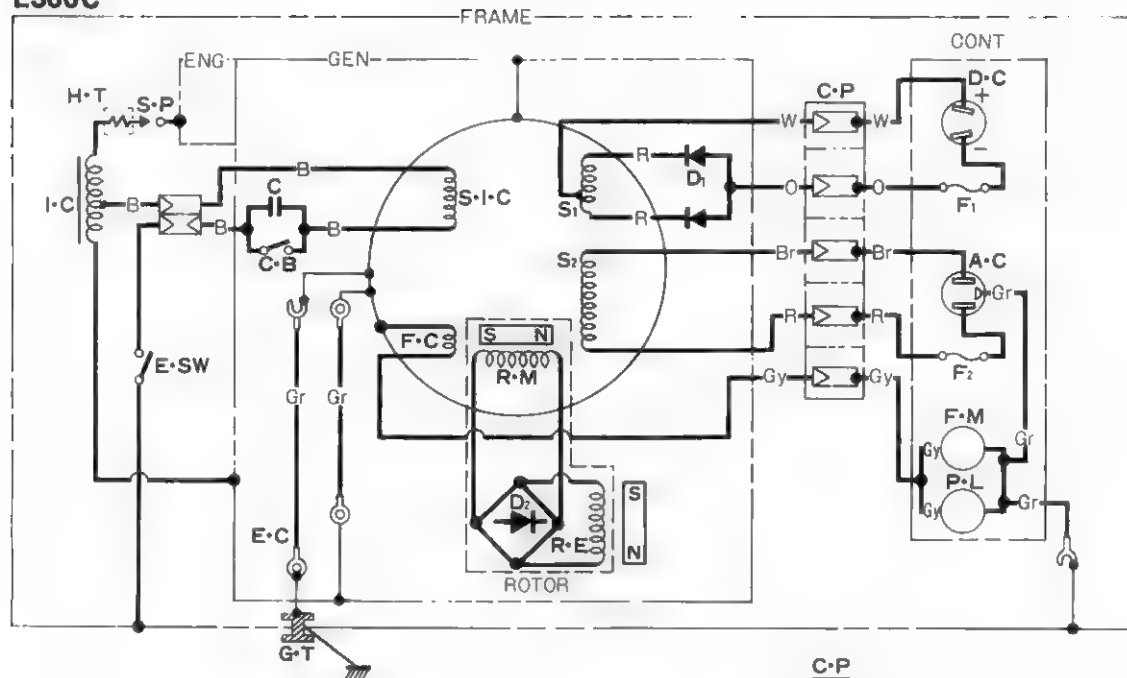 E300C
FRAME
ENG
GEN
CONT
H·T
S·P
C·P
D·C
+
W
W
I·C
B
B
S·I·C
R
D₁
−
O
O
F₁
C
S₁
R
B
B
B
C·B
S₂
Br
Br
A·C
D
Gr
R
R
F₂
E·SW
F·C
S
N
R·M
Gy
Gy
F·M
Gr
Gr
Gr
Gy
P·L
D₂
S
E·C
R·E
N
Gy
Gr
ROTOR
G·T
C·P